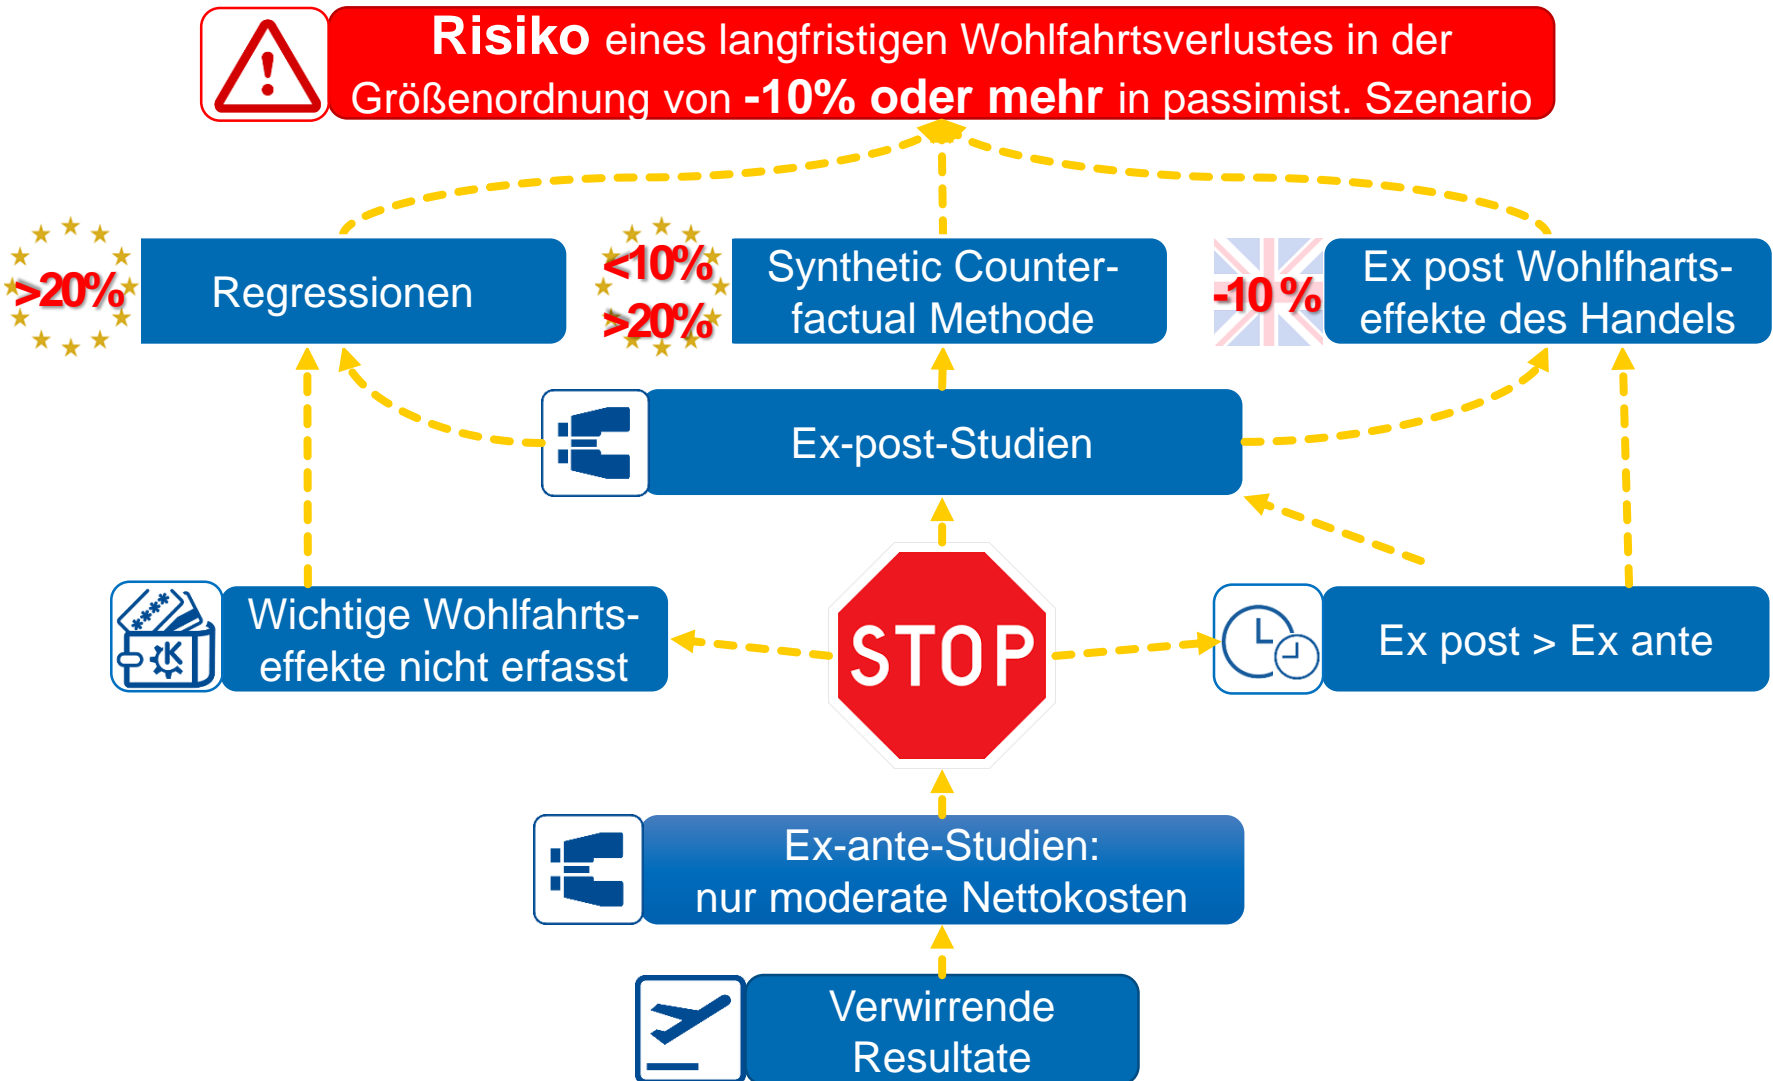 Risiko eines langfristigen Wohlfahrtsverlustes in der
Größenordnung von -10% oder mehr in passimist. Szenario
>20%
Regressionen
<10%
>20%
Synthetic Counter-
factual Methode
-10 %
Ex post Wohlfharts-
effekte des Handels
Ex-post-Studien
Wichtige Wohlfahrts-
effekte nicht erfasst
STOP
Ex post > Ex ante
Ex-ante-Studien:
nur moderate Nettokosten
Verwirrende
Resultate